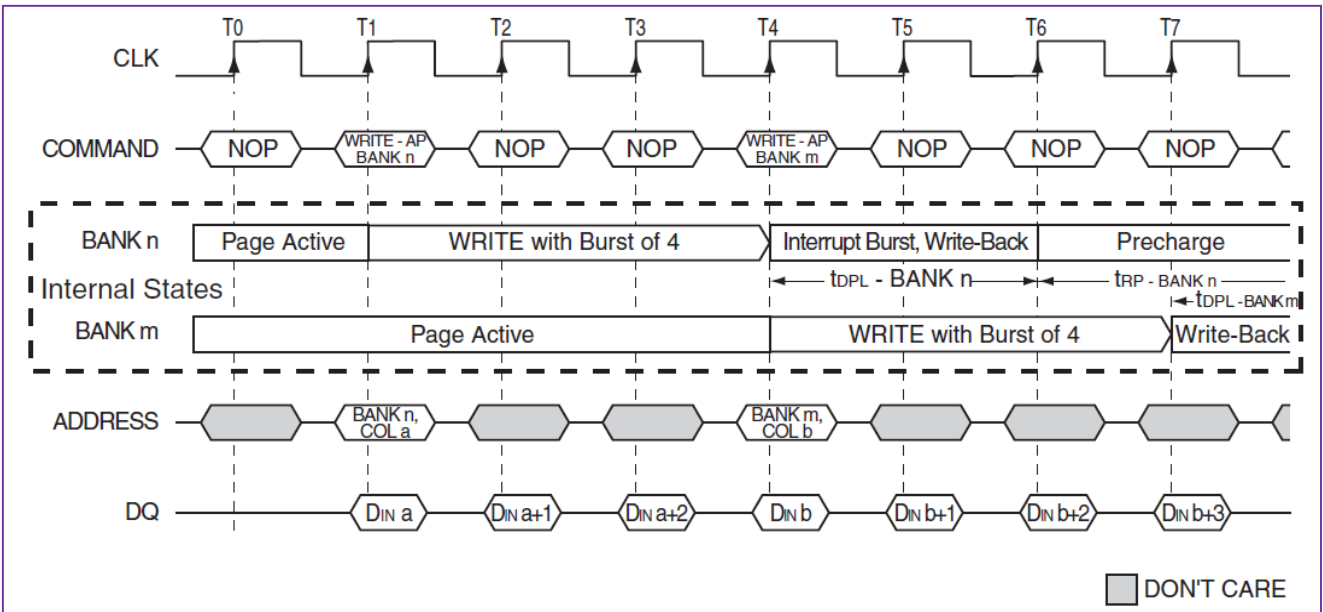 T0 T1 T2 T3 T4 T5 T6 T7
CLK
COMMAND NOP WRITE - AP BANK n NOP NOP WRITE - AP BANK m NOP NOP NOP
BANK n Page Active WRITE with Burst of 4 Interrupt Burst, Write-Back Precharge
tDPL - BANK n tRP - BANK n
Internal States
tDPL - BANK m
BANK m Page Active WRITE with Burst of 4 Write-Back
ADDRESS BANK n, COL a BANK m, COL b
DQ DIN a DIN a+1 DIN a+2 DIN b DIN b+1 DIN b+2 DIN b+3
DON'T CARE